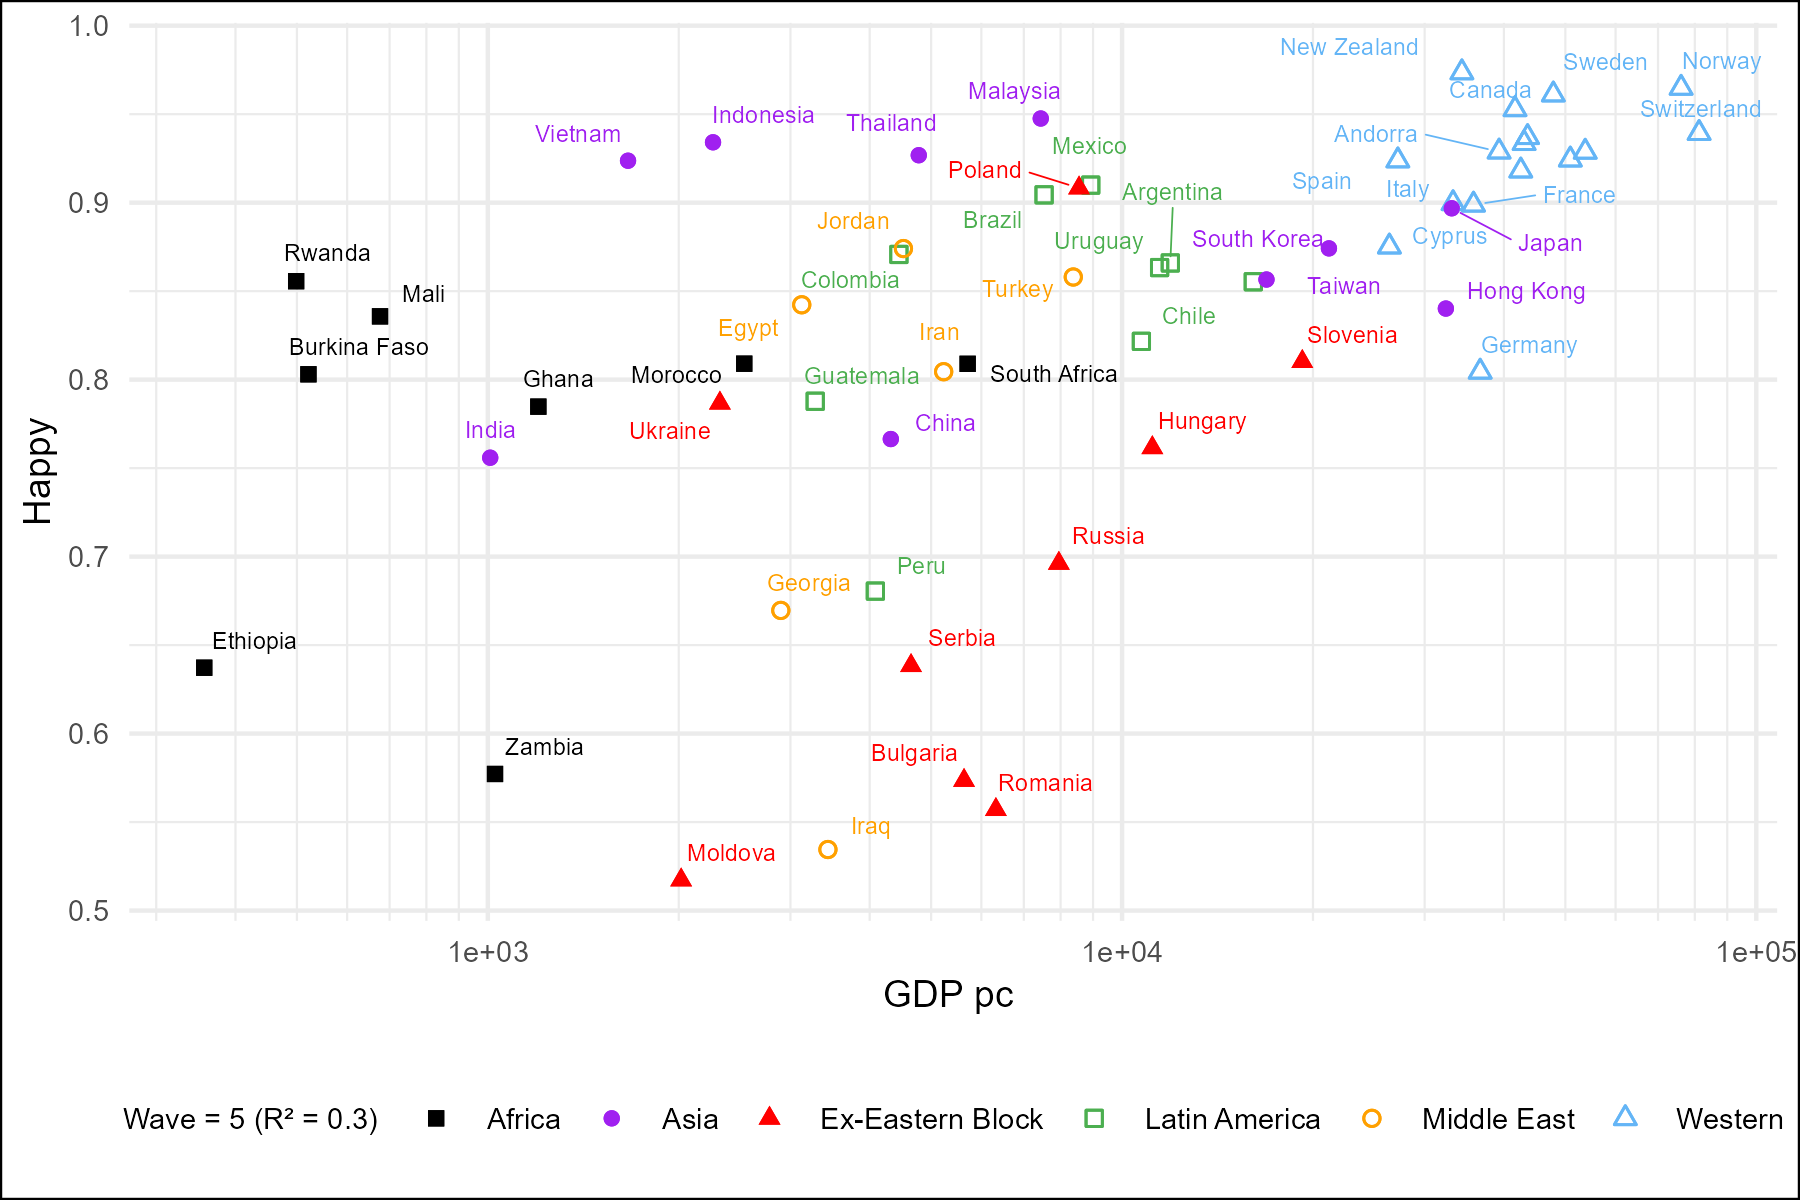 1.0
0.9
0.8
0.7
0.6
0.5
Happy
New Zealand
Sweden
Norway
Canada
Switzerland
Malaysia
Indonesia
Thailand
Vietnam
Andorra
Mexico
Poland
Spain
Italy
France
Argentina
Brazil
Jordan
Uruguay
South Korea
Cyprus
Japan
Rwanda
Colombia
Turkey
Taiwan
Hong Kong
Mali
Egypt
Iran
Chile
Slovenia
Burkina Faso
Germany
Ghana
Morocco
Guatemala
South Africa
India
Ukraine
China
Hungary
Russia
Peru
Georgia
Ethiopia
Serbia
Zambia
Bulgaria
Romania
Iraq
Moldova
1e+03
1e+04
1e+05
GDP pc
Wave = 5 (R² = 0.3)
Africa
Asia
Ex-Eastern Block
Latin America
Middle East
Western